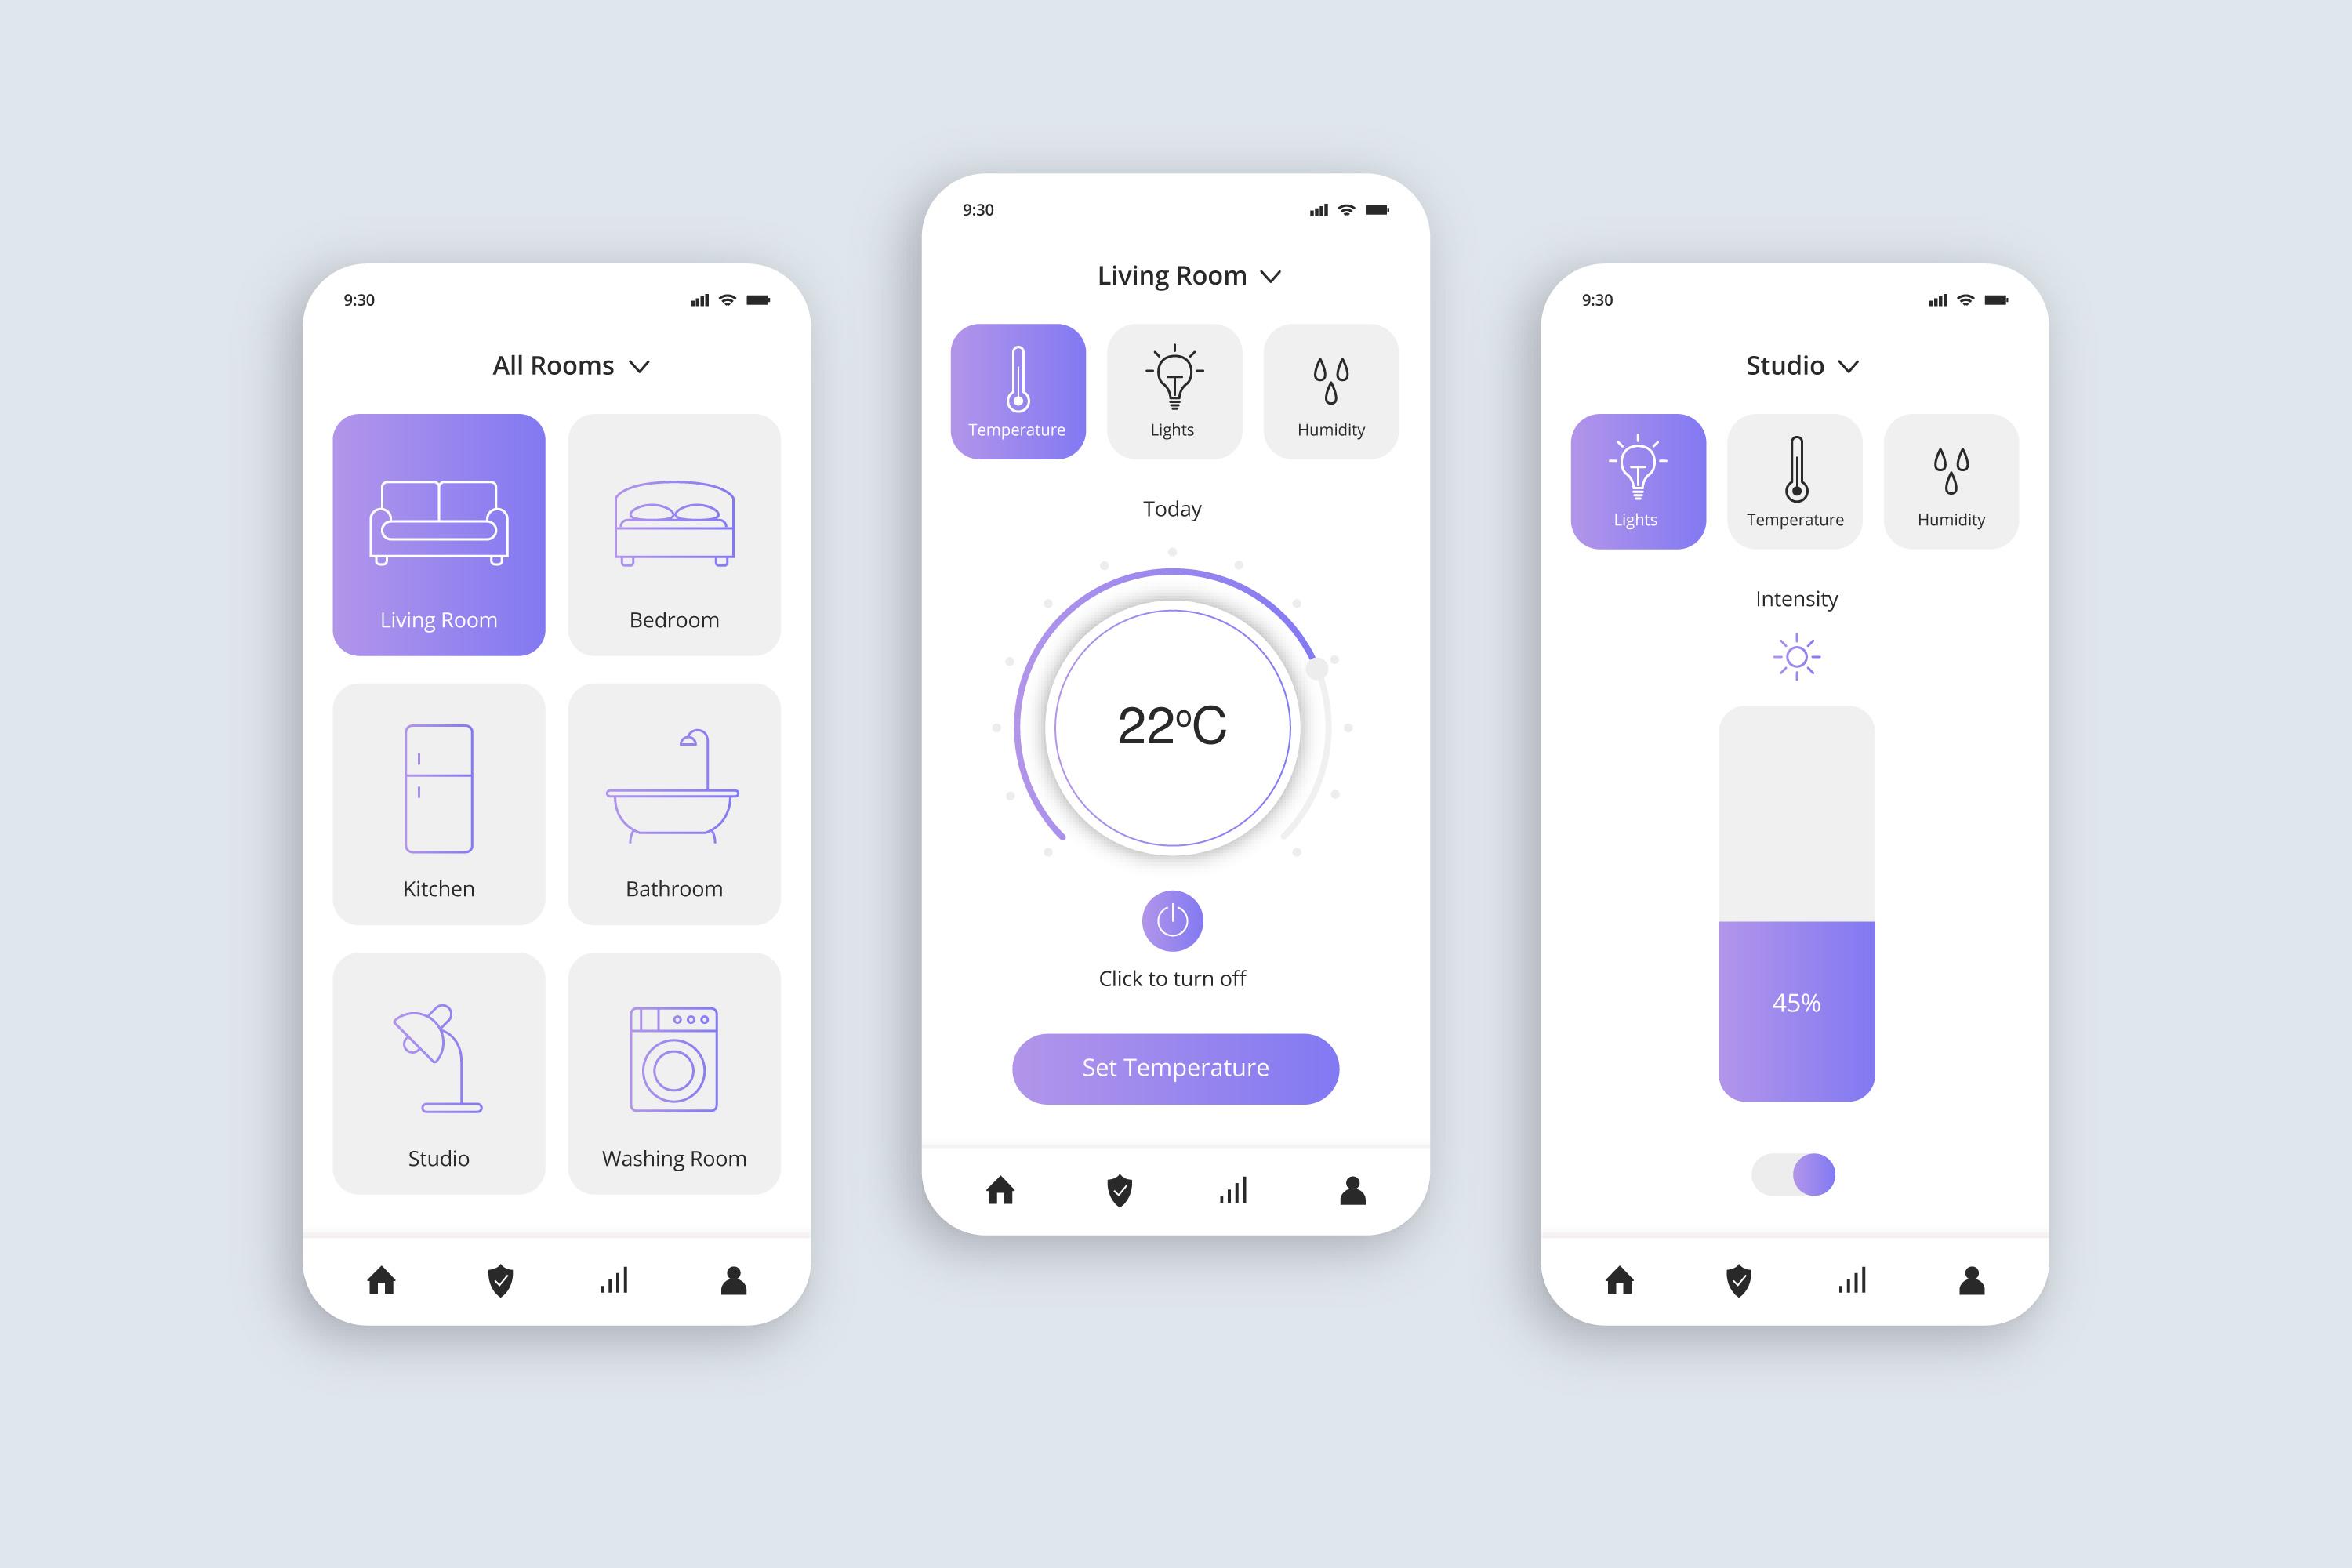 9:30
All Rooms
Living Room
Bedroom
Kitchen
Bathroom
Studio
Washing Room
9:30
Living Room
Temperature
Lights
Humidity
Today
22ºC
Click to turn off
Set Temperature
9:30
Studio
Lights
Temperature
Humidity
Intensity
45%